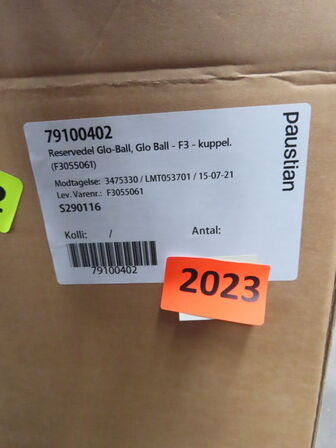 79100402
Reservedel Glo-Ball, Glo Ball - F3 - kuppel.
(F3055061)
Modtagelse: 3475330 / LMT053701 / 15-07-21
Lev. Varenr.: F3055061
S290116
Kolli: / Antal:
79100402
paustian
2023